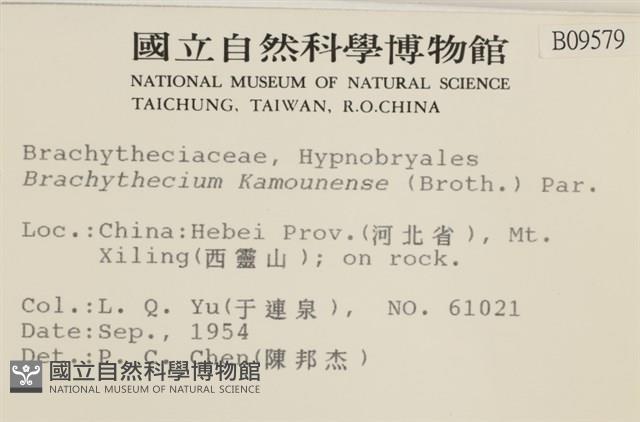 國立自然科學博物館
B09579
NATIONAL MUSEUM OF NATURAL SCIENCE
TAICHUNG, TAIWAN, R.O.CHINA
Brachytheciaceae, Hypnobryales
Brachythecium Kamounense (Broth.) Par.
Loc.:China:Hebei Prov.(河北省), Mt.
Xiling(西靈山); on rock.
Col.:L. Q. Yu(于連泉), NO. 61021
Date:Sep., 1954
Det.:P. C. Chen(陳邦杰)
國立自然科學博物館
NATIONAL MUSEUM OF NATURAL SCIENCE